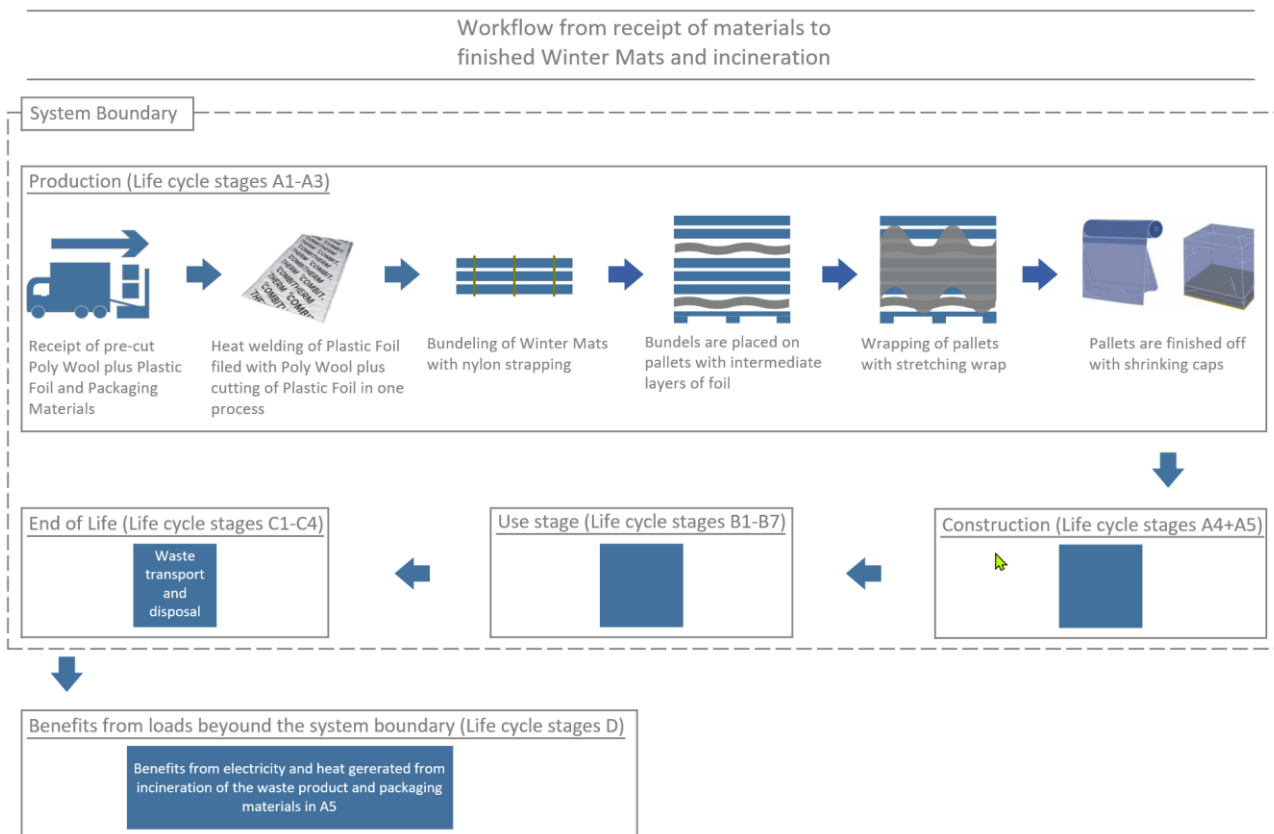 Workflow from receipt of materials to
finished Winter Mats and incineration
System Boundary
Production (Life cycle stages A1-A3)
Receipt of pre-cut
Poly Wool plus Plastic
Foil and Packaging
Materials
Heat welding of Plastic Foil
filled with Poly Wool plus
cutting of Plastic Foil in one
process
Bundeling of Winter Mats
with nylon strapping
Bundels are placed on
pallets with intermediate
layers of foil
Wrapping of pallets
with stretching wrap
Pallets are finished off
with shrinking caps
End of Life (Life cycle stages C1-C4)
Waste
transport
and
disposal
Use stage (Life cycle stages B1-B7)
Construction (Life cycle stages A4+A5)
Benefits from loads beyound the system boundary (Life cycle stages D)
Benefits from electricity and heat gererated from
incineration of the waste product and packaging
materials in A5